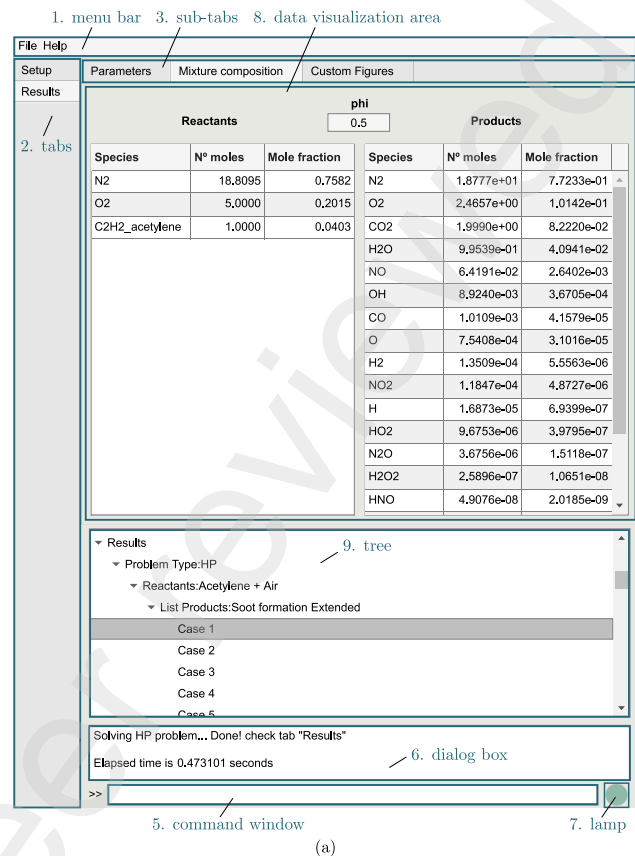 1. menu bar 3. sub-tabs 8. data visualization area
File Help
Setup
Results
2. tabs
Parameters Mixture composition Custom Figures
phi
Reactants 0.5 Products
Species Nº moles Mole fraction Species Nº moles Mole fraction
N2 18.8095 0.7582 N2 1.8777e+01 7.7233e-01
O2 5.0000 0.2015 O2 2.4657e+00 1.0142e-01
C2H2_acetylene 1.0000 0.0403 CO2 1.9990e+00 8.2220e-02
H2O 9.9539e-01 4.0941e-02
NO 6.4191e-02 2.6402e-03
OH 8.9240e-03 3.6705e-04
CO 1.0109e-03 4.1579e-05
O 7.5408e-04 3.1016e-05
H2 1.3509e-04 5.5563e-06
NO2 1.1847e-04 4.8727e-06
H 1.6873e-05 6.9399e-07
HO2 9.6753e-06 3.9795e-07
N2O 3.6756e-06 1.5118e-07
H2O2 2.5896e-07 1.0651e-08
HNO 4.9076e-08 2.0185e-09
Results
9. tree
Problem Type:HP
Reactants:Acetylene + Air
List Products:Soot formation Extended
Case 1
Case 2
Case 3
Case 4
Case 5
Solving HP problem... Done! check tab "Results"
6. dialog box
Elapsed time is 0.473101 seconds
>>
5. command window 7. lamp
(a)
peer reviewed